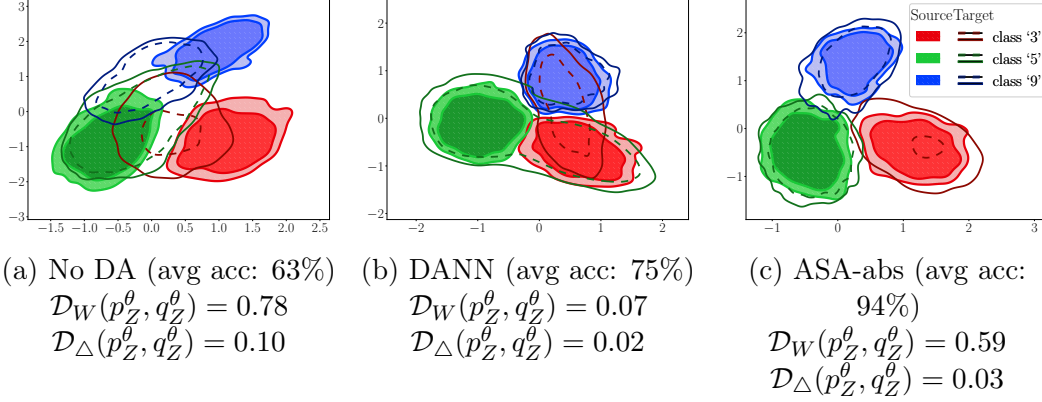 SourceTarget
class ‘3’
class ‘5’
class ‘9’
3
2
1
0
−1
−2
−3
−1.5 −1.0 −0.5 0.0 0.5 1.0 1.5 2.0 2.5
2
1
0
−1
−2
−2 −1 0 1 2
2
1
0
−1
−1 0 1 2 3
(a) No DA (avg acc: 63%)
𝒟_W(p_Z^θ, q_Z^θ) = 0.78
𝒟_△(p_Z^θ, q_Z^θ) = 0.10
(b) DANN (avg acc: 75%)
𝒟_W(p_Z^θ, q_Z^θ) = 0.07
𝒟_△(p_Z^θ, q_Z^θ) = 0.02
(c) ASA-abs (avg acc:
94%)
𝒟_W(p_Z^θ, q_Z^θ) = 0.59
𝒟_△(p_Z^θ, q_Z^θ) = 0.03